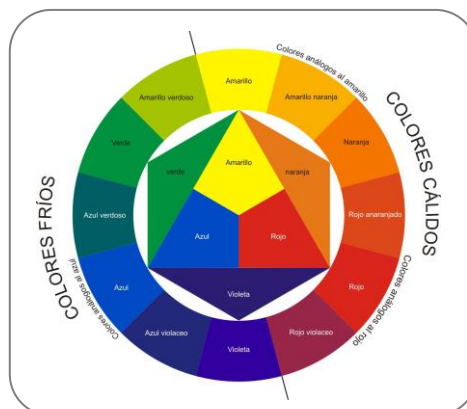 Amarillo
Colores análogos al amarillo
Amarillo verdoso
Amarillo naranja
COLORES CÁLIDOS
Verde
Naranja
verde
Amarillo
naranja
COLORES FRÍOS
Azul verdoso
Rojo anaranjado
Azul
Rojo
Azul
Rojo
Colores análogos al azul
Colores análogos al rojo
Violeta
Azul violaceo
Rojo violaceo
Violeta